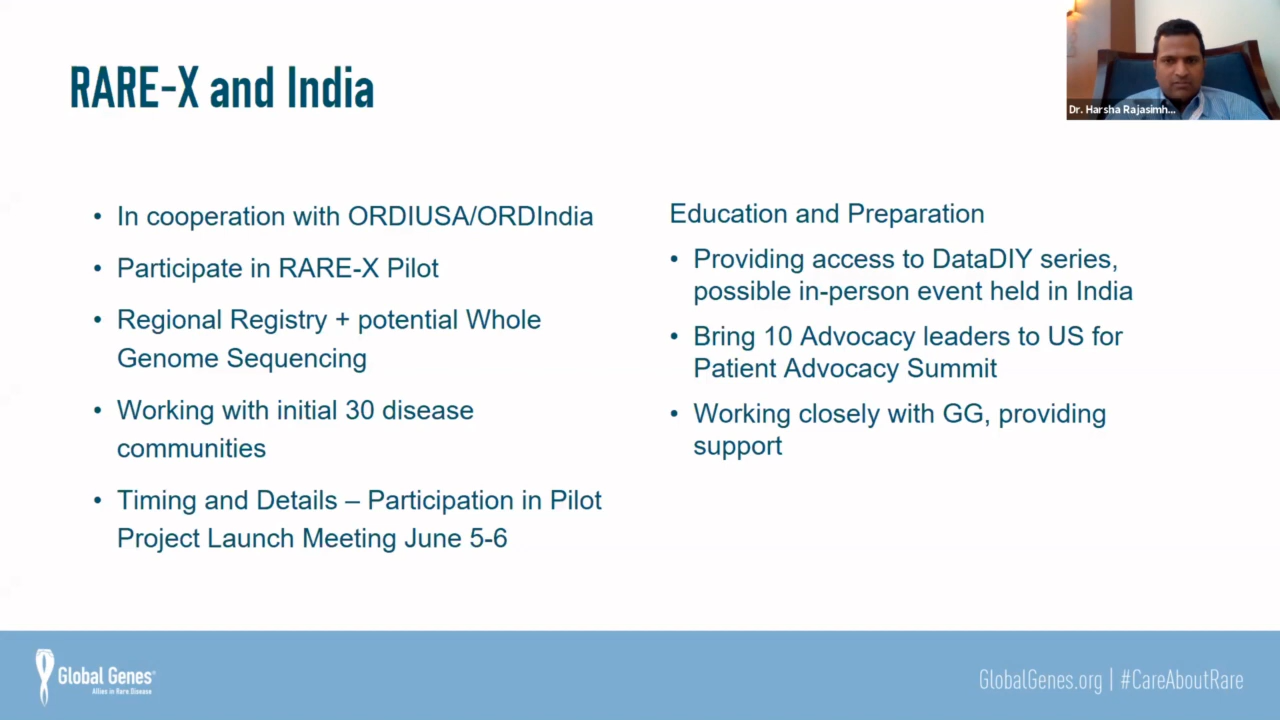 RARE-X and India
Dr. Harsha Rajasimh...
• In cooperation with ORDIUSA/ORDIndia
• Participate in RARE-X Pilot
• Regional Registry + potential Whole
Genome Sequencing
• Working with initial 30 disease
communities
• Timing and Details – Participation in Pilot
Project Launch Meeting June 5-6
Education and Preparation
• Providing access to DataDIY series,
possible in-person event held in India
• Bring 10 Advocacy leaders to US for
Patient Advocacy Summit
• Working closely with GG, providing
support
Global Genes®
Allies in Rare Disease
GlobalGenes.org | #CareAboutRare